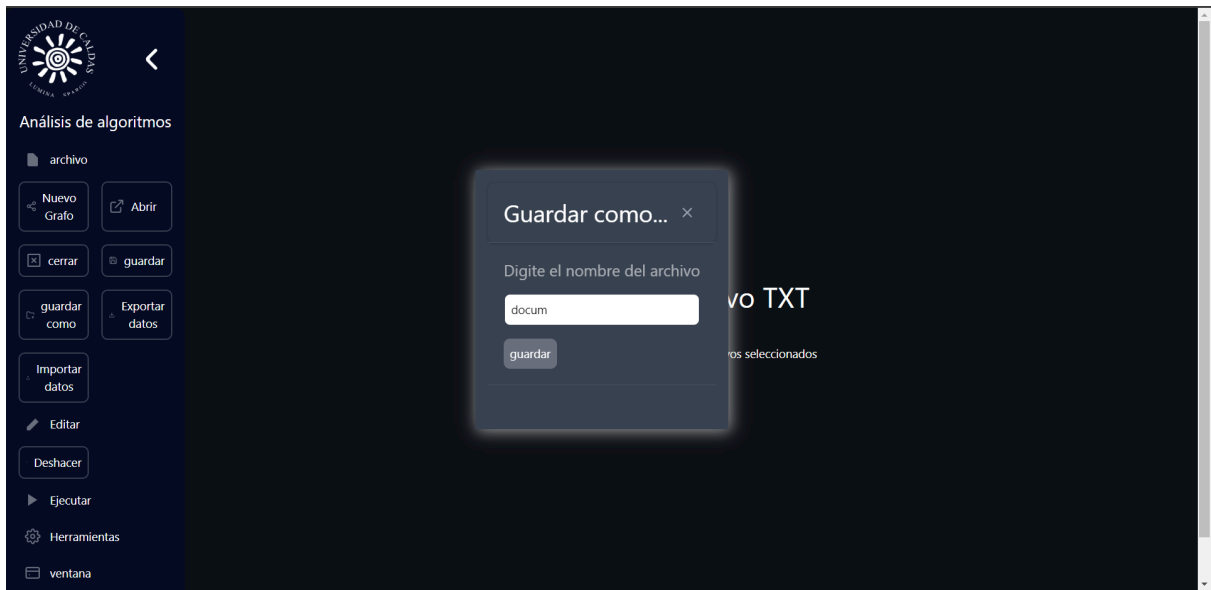 UNIVERSIDAD DE CALDAS
LUMINA SPARGO
Análisis de algoritmos
archivo
Nuevo
Grafo
Abrir
cerrar
guardar
guardar
como
Exportar
datos
Importar
datos
Editar
Deshacer
Ejecutar
Herramientas
ventana
Guardar como... ×
Digite el nombre del archivo
docum
guardar
vo TXT
os seleccionados